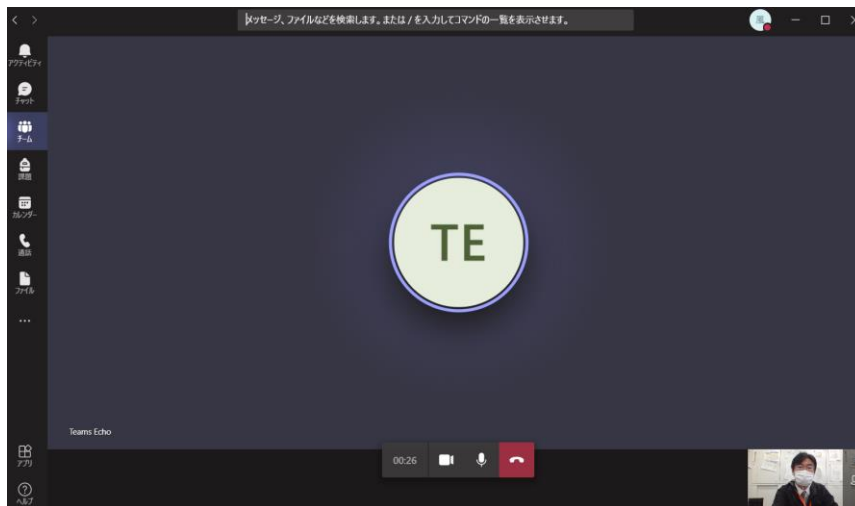 メッセージ、ファイルなどを検索します。または / を入力してコマンドの一覧を表示させます。
風
アクティビティ
チャット
チーム
課題
カレンダー
通話
ファイル
TE
Teams Echo
00:26
アプリ
ヘルプ